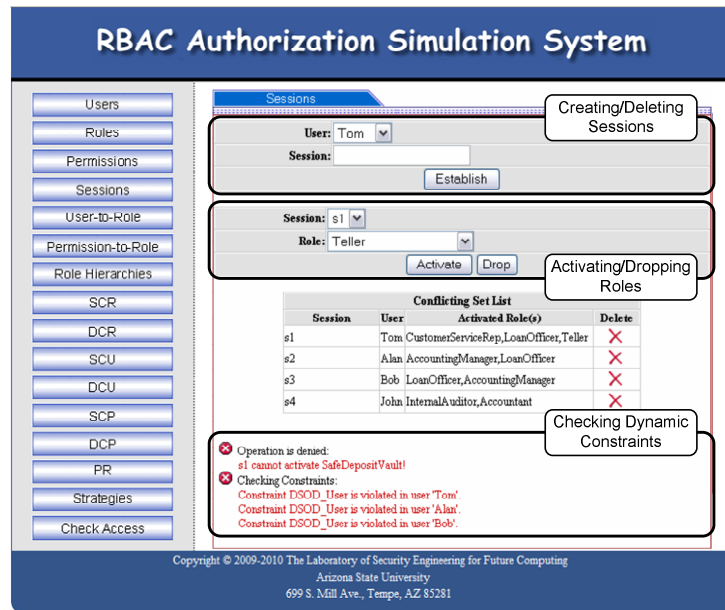 RBAC Authorization Simulation System
Users
Roles
Permissions
Sessions
User-to-Role
Permission-to-Role
Role Hierarchies
SCR
DCR
SCU
DCU
SCP
DCP
PR
Strategies
Check Access
Sessions
Creating/Deleting
Sessions
User: Tom
Session:
Establish
Session: s1
Role: Teller
Activate Drop
Activating/Dropping
Roles
Conflicting Set List
Session User Activated Role(s) Delete
s1 Tom CustomerServiceRep,LoanOfficer,Teller
s2 Alan AccountingManager,LoanOfficer
s3 Bob LoanOfficer,AccountingManager
s4 John InternalAuditor,Accountant
Checking Dynamic
Constraints
Operation is denied:
s1 cannot activate SafeDepositVault!
Checking Constraints:
Constraint DSOD_User is violated in user 'Tom'.
Constraint DSOD_User is violated in user 'Alan'.
Constraint DSOD_User is violated in user 'Bob'.
Copyright © 2009-2010 The Laboratory of Security Engineering for Future Computing
Arizona State University
699 S. Mill Ave., Tempe, AZ 85281